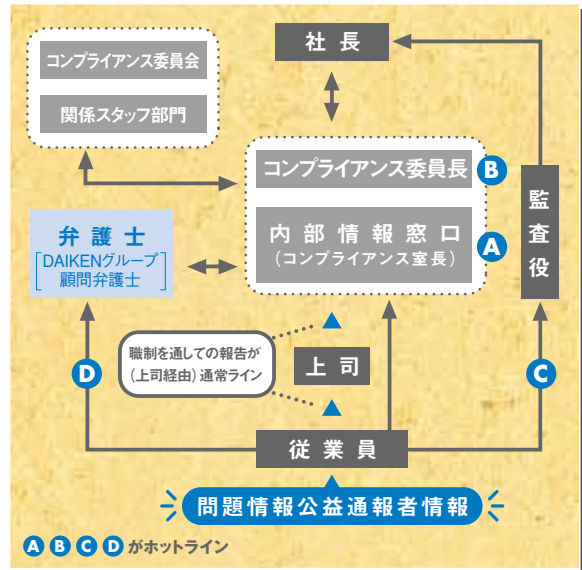 社長
コンプライアンス委員会
関係スタッフ部門
コンプライアンス委員長
B
内部情報窓口
(コンプライアンス室長)
A
監査役
弁護士
[DAIKENグループ
顧問弁護士]
職制を通しての報告が
(上司経由)通常ライン
上司
D
C
従業員
問題情報公益通報者情報
A B C D がホットライン